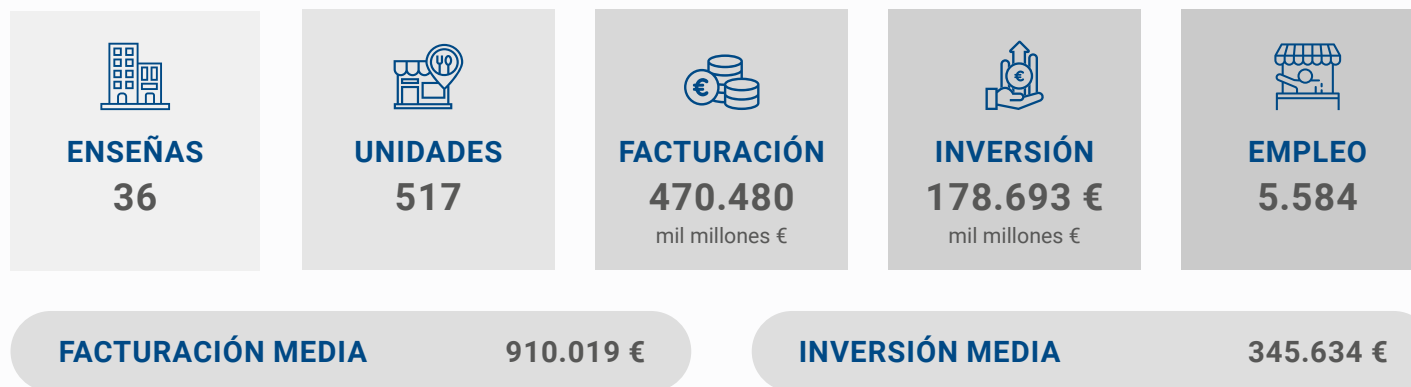 ENSEÑAS
36
UNIDADES
517
FACTURACIÓN
470.480
mil millones €
INVERSIÓN
178.693 €
mil millones €
EMPLEO
5.584
FACTURACIÓN MEDIA 910.019 €
INVERSIÓN MEDIA 345.634 €